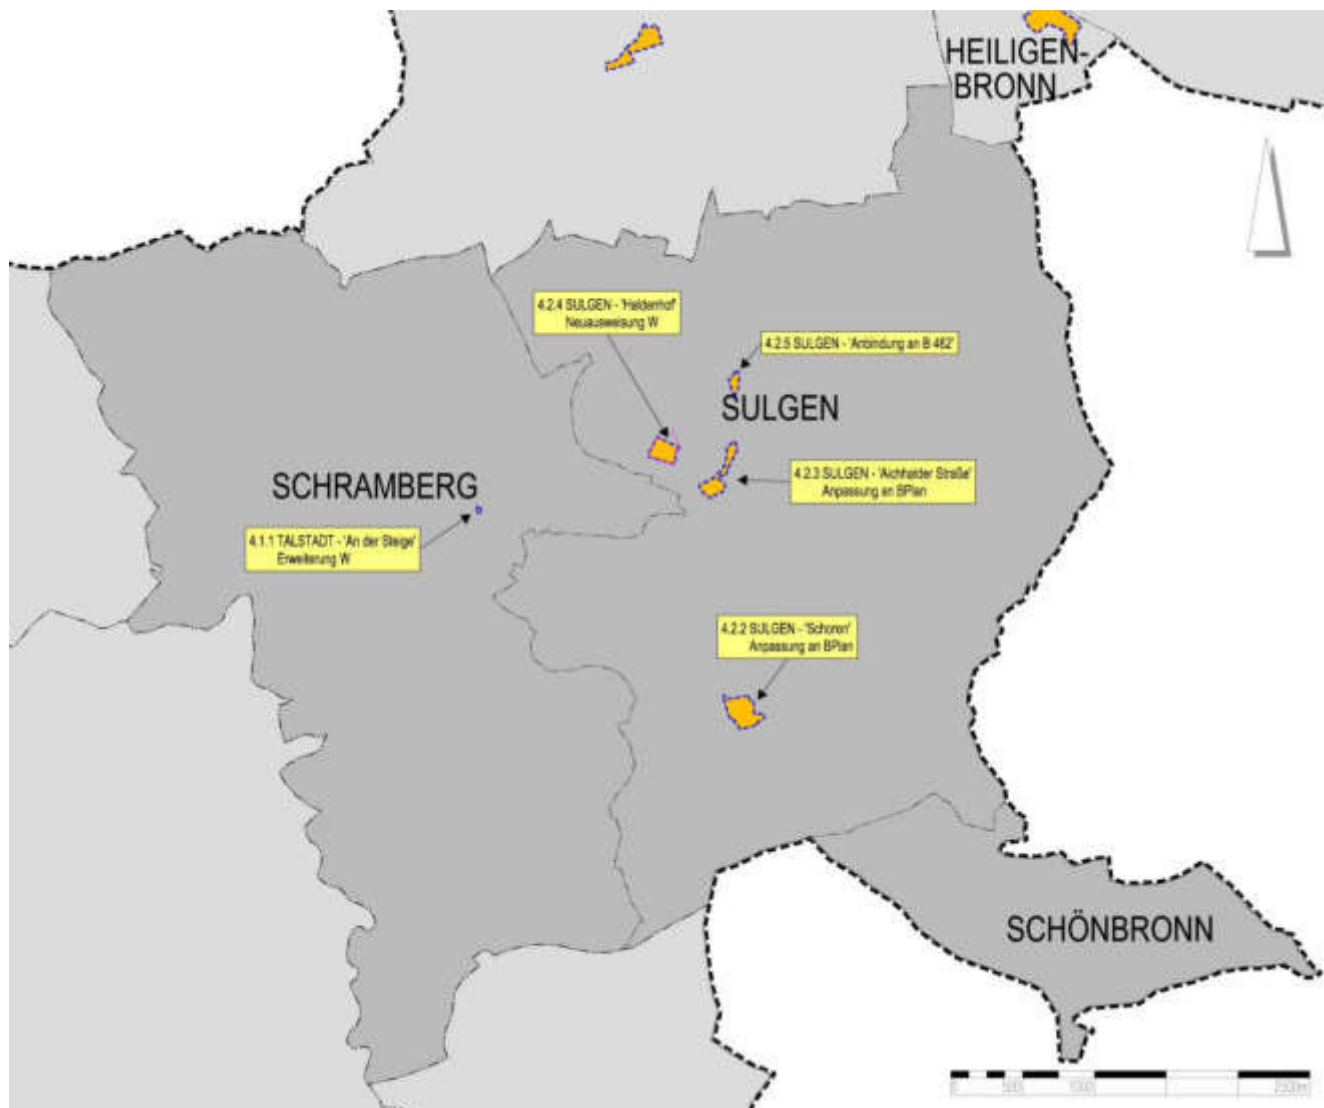 HEILIGEN-
BRONN
4.2.4 SULGEN - 'Heldenhof'
Neuausweisung W
4.2.5 SULGEN - 'Anbindung an B 462'
SULGEN
4.2.3 SULGEN - 'Aichhalder Straße'
Anpassung an BPlan
SCHRAMBERG
4.1.1 TALSTADT - 'An der Steige'
Erweiterung W
4.2.2 SULGEN - 'Schoren'
Anpassung an BPlan
SCHÖNBRONN
0 500 1000